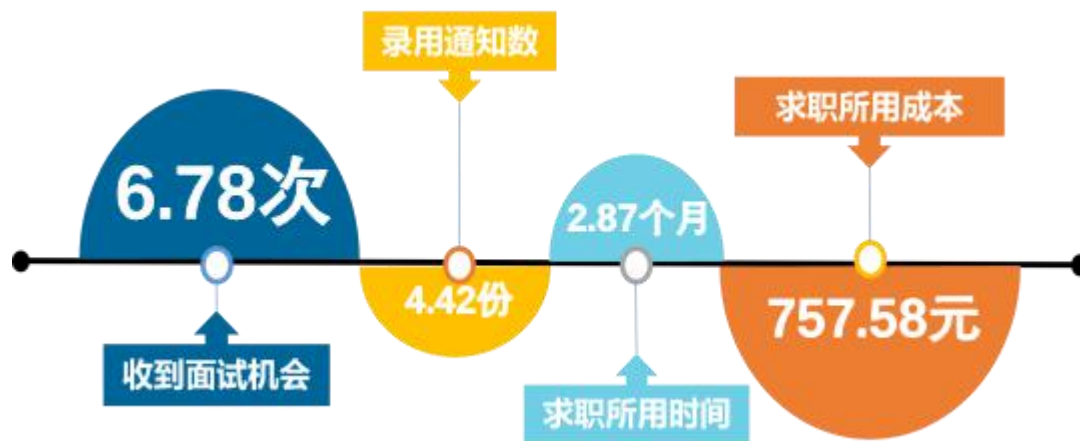 录用通知数
求职所用成本
6.78次
2.87个月
4.42份
757.58元
收到面试机会
求职所用时间